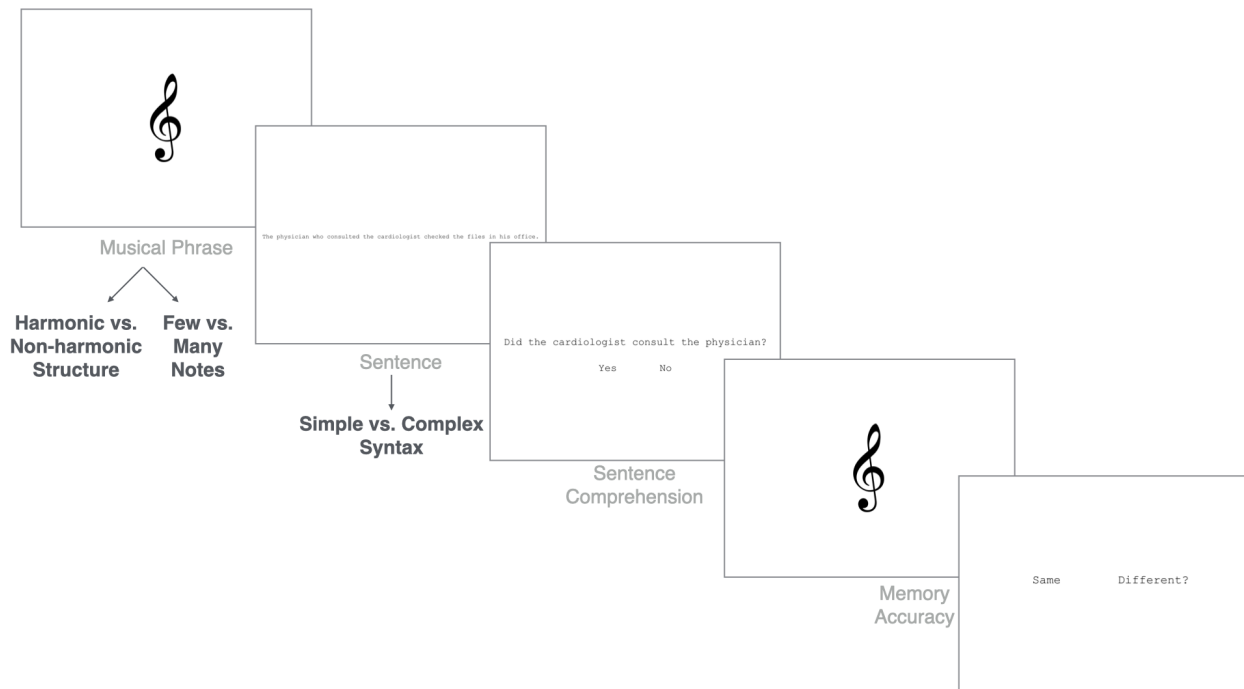 The physician who consulted the cardiologist checked the files in his office.
Musical Phrase
Harmonic vs.
Non-harmonic
Structure
Few vs.
Many
Notes
Sentence
Simple vs. Complex
Syntax
Did the cardiologist consult the physician?
Yes No
Sentence
Comprehension
Memory
Accuracy
Same Different?